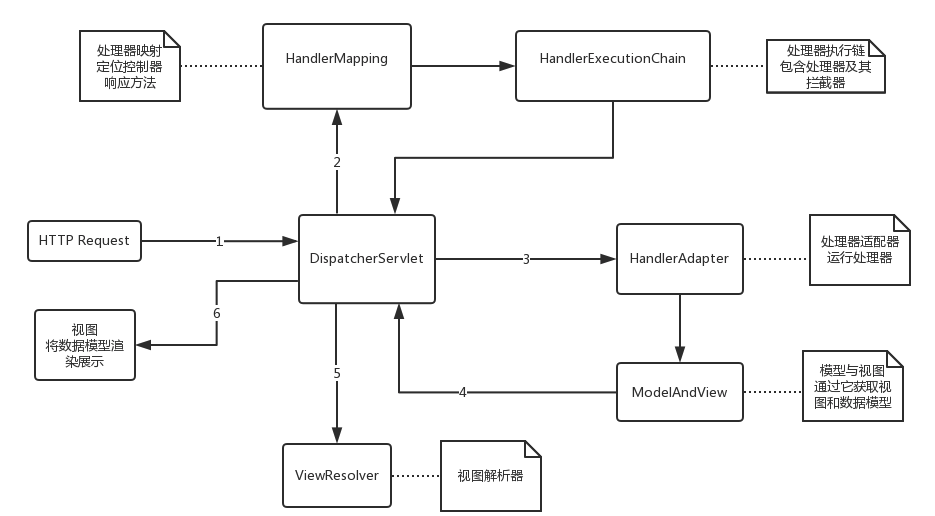 处理器映射
定位控制器
响应方法
HandlerMapping
HandlerExecutionChain
处理器执行链
包含处理器及其
拦截器
2
HTTP Request
1
DispatcherServlet
3
HandlerAdapter
处理器适配器
运行处理器
6
视图
将数据模型渲
染展示
5
4
ModelAndView
模型与视图
通过它获取视
图和数据模型
ViewResolver
视图解析器